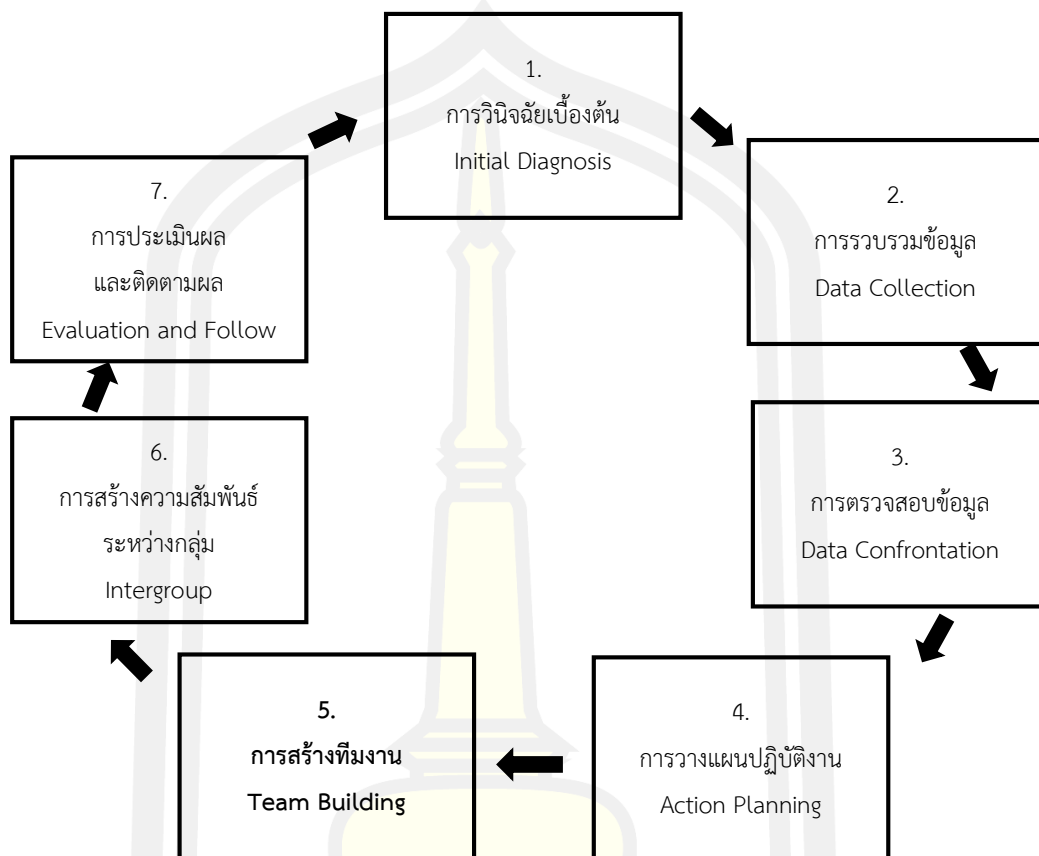 1.
การวินิจฉัยเบื้องต้น
Initial Diagnosis
2.
การรวบรวมข้อมูล
Data Collection
3.
การตรวจสอบข้อมูล
Data Confrontation
4.
การวางแผนปฏิบัติงาน
Action Planning
5.
การสร้างทีมงาน
Team Building
6.
การสร้างความสัมพันธ์
ระหว่างกลุ่ม
Intergroup
7.
การประเมินผล
และติดตามผล
Evaluation and Follow